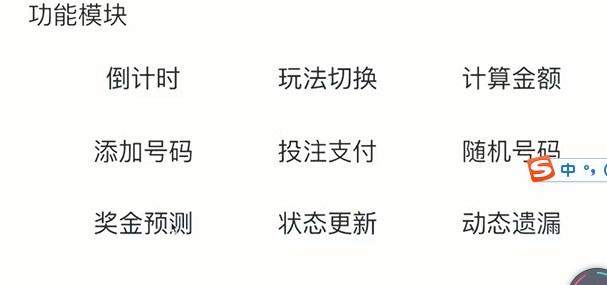 功能模块
倒计时 玩法切换 计算金额
添加号码 投注支付 随机号码
奖金预测 状态更新 动态遗漏
中